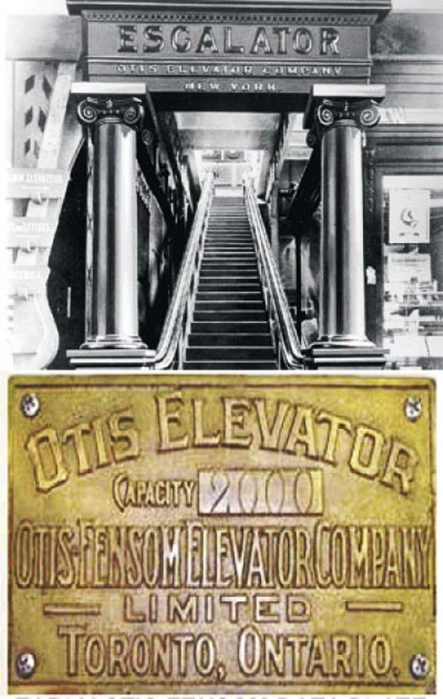 ESCALATOR
OTIS ELEVATOR COMPANY
NEW YORK
OTIS ELEVATOR
CAPACITY 2000
OTIS-FENSOM ELEVATOR COMPANY
LIMITED
TORONTO, ONTARIO.